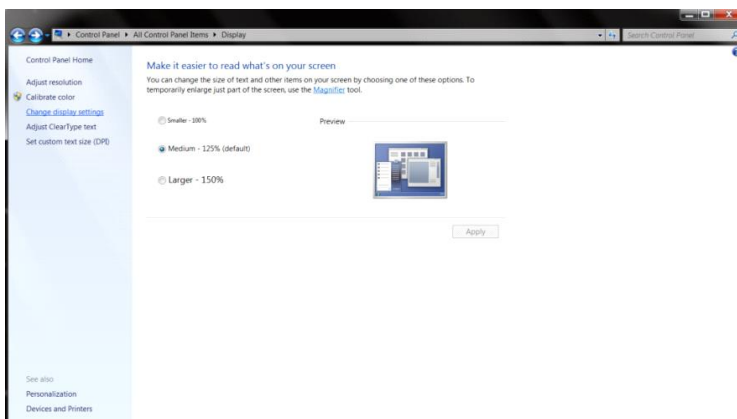 Control Panel ▸ All Control Panel Items ▸ Display
Search Control Panel
Control Panel Home
Adjust resolution
Calibrate color
Change display settings
Adjust ClearType text
Set custom text size (DPI)
See also
Personalization
Devices and Printers
Make it easier to read what's on your screen
You can change the size of text and other items on your screen by choosing one of these options. To
temporarily enlarge just part of the screen, use the Magnifier tool.
Smaller - 100%
Preview
Medium - 125% (default)
Larger - 150%
Apply